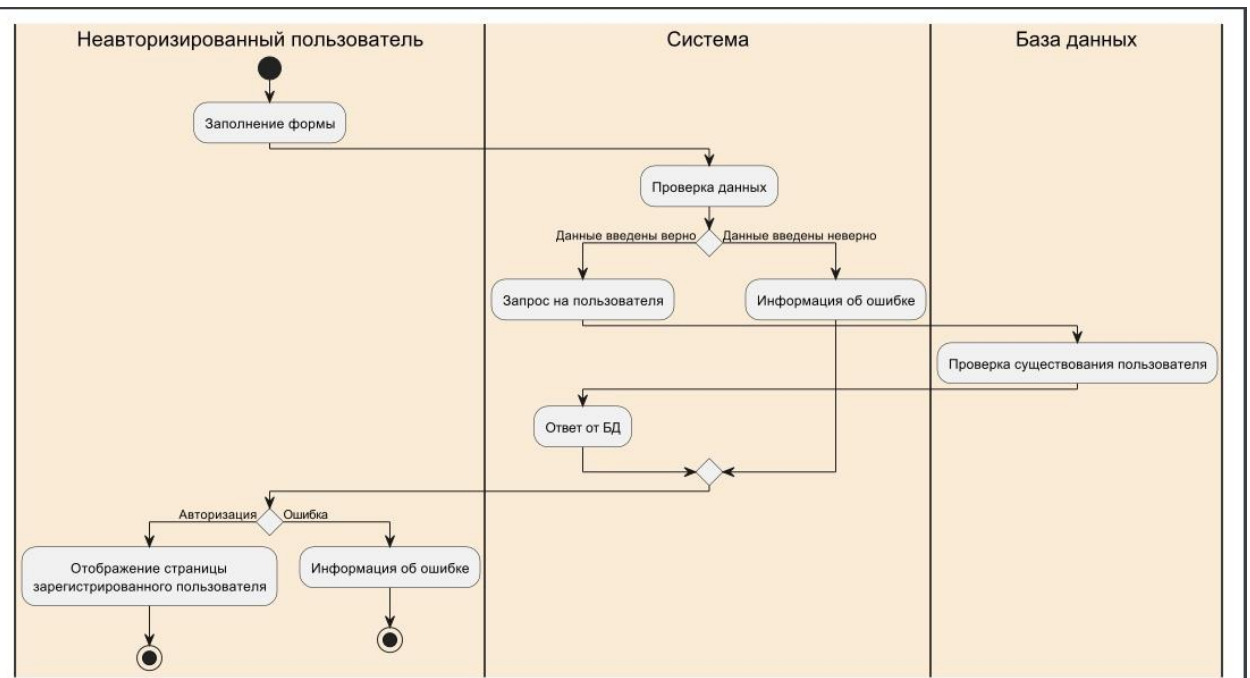 Неавторизированный пользователь
Система
База данных
Заполнение формы
Проверка данных
Данные введены верно
Данные введены неверно
Запрос на пользователя
Информация об ошибке
Проверка существования пользователя
Ответ от БД
Авторизация
Ошибка
Отображение страницы
зарегистрированного пользователя
Информация об ошибке